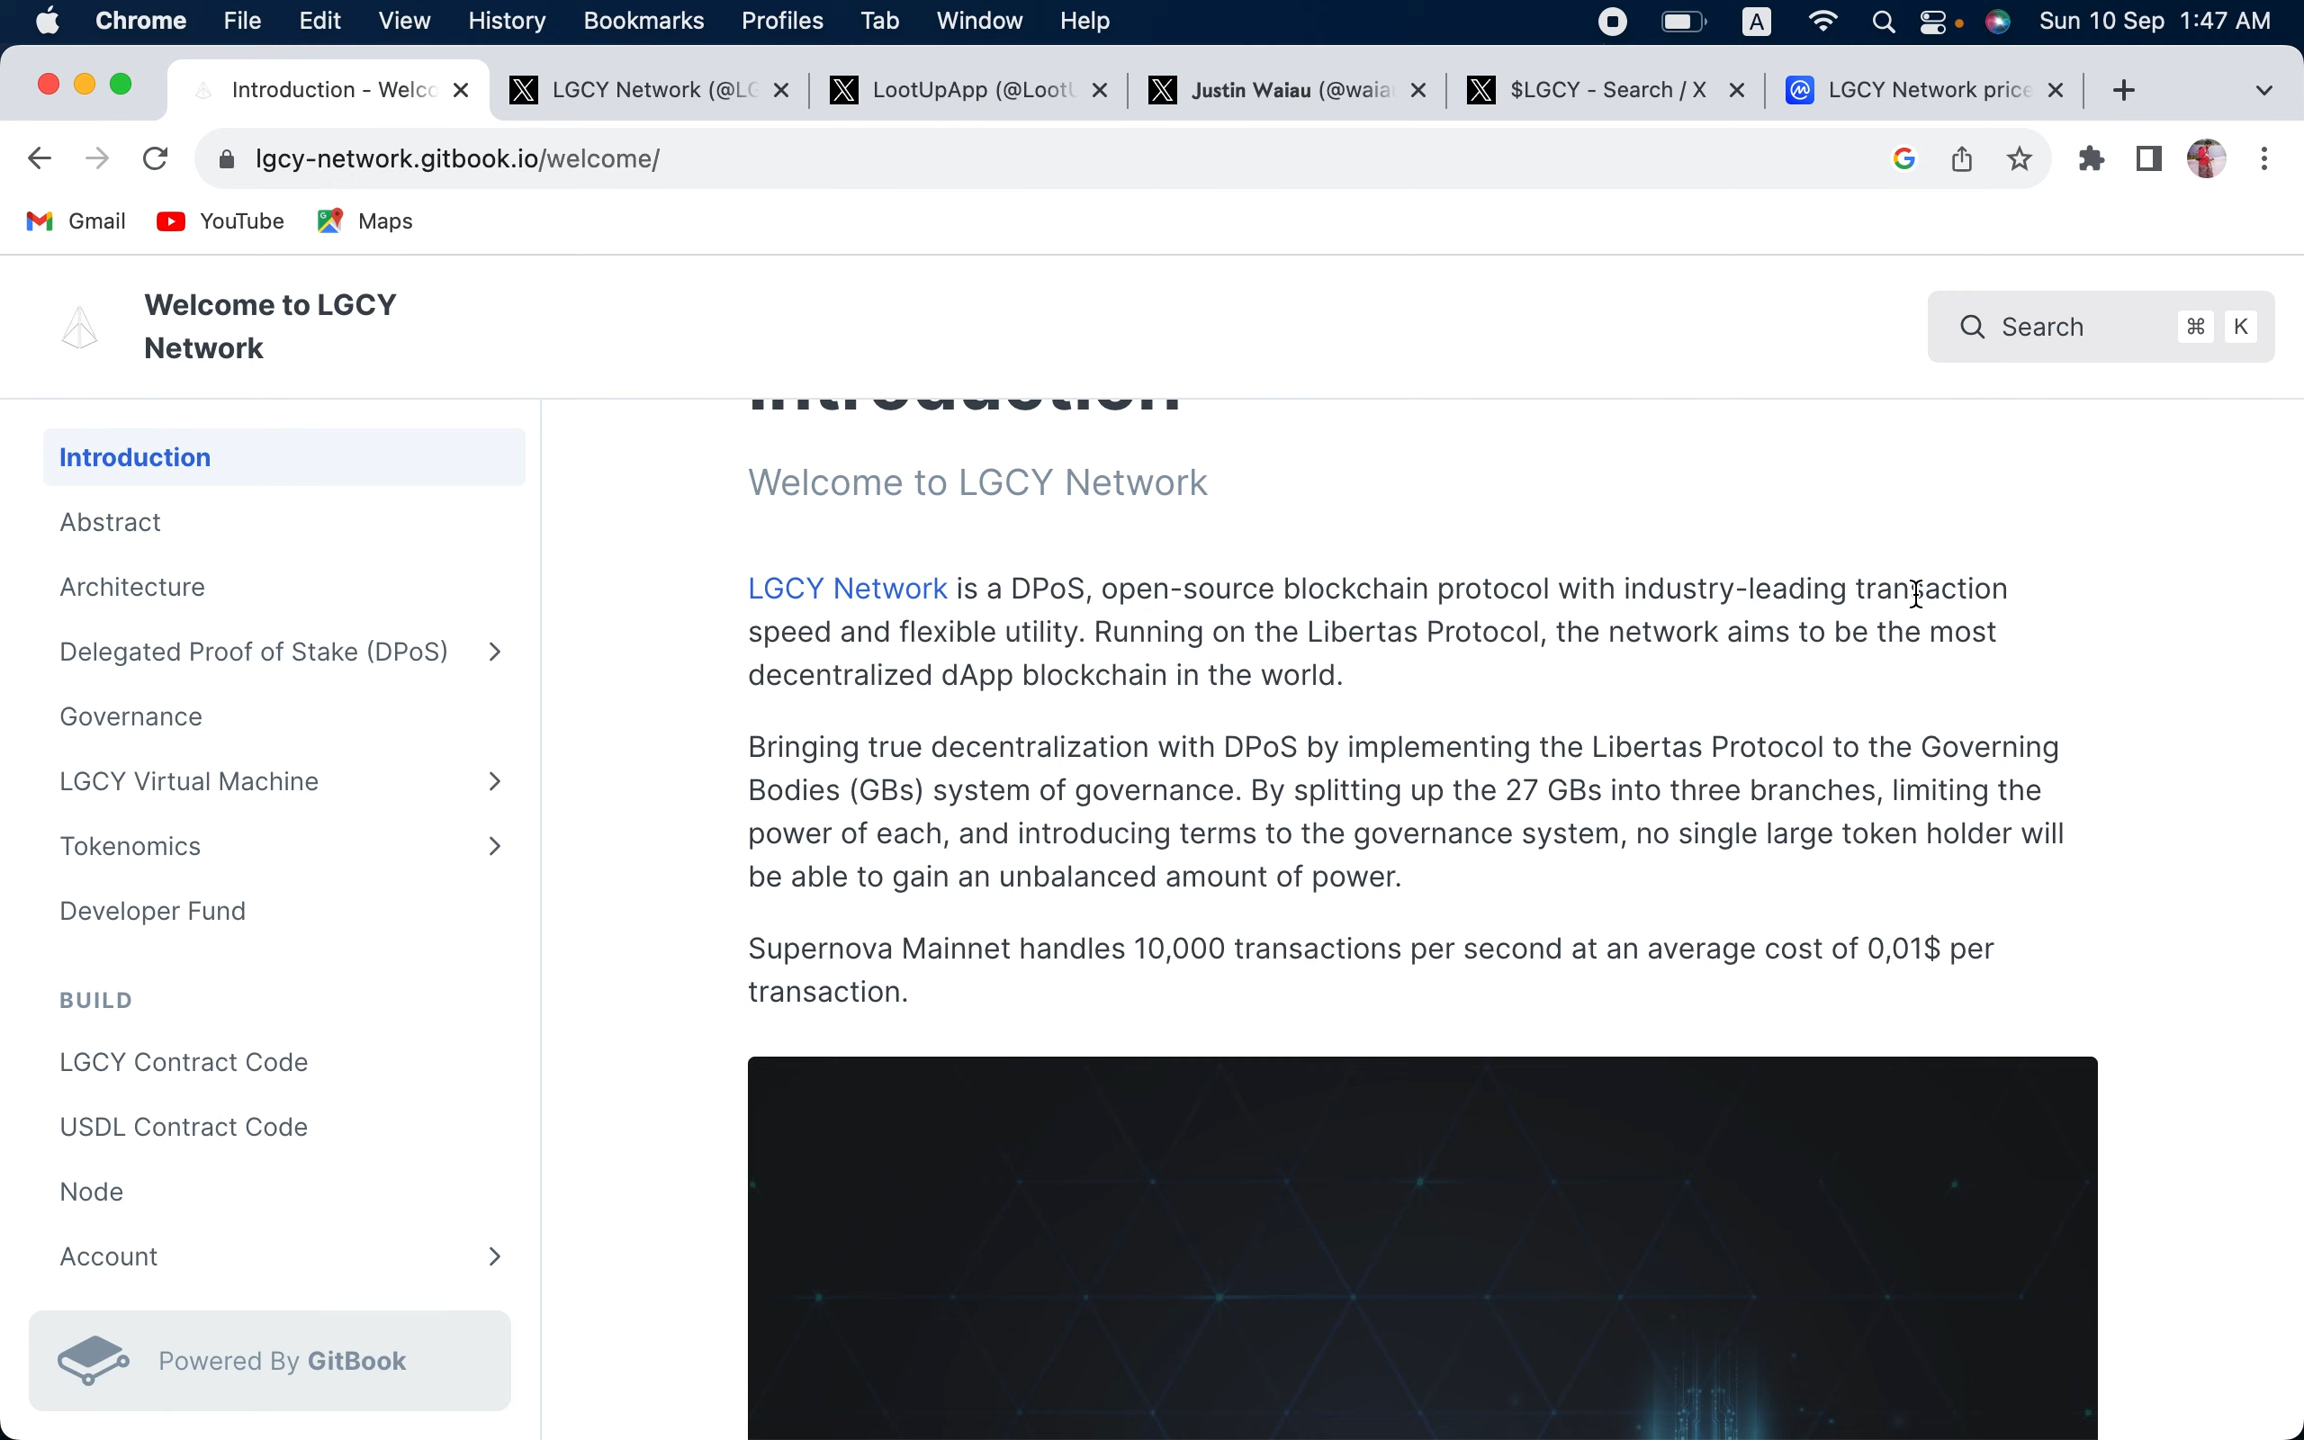 Chrome File Edit View History Bookmarks Profiles Tab Window Help A Sun 10 Sep 1:47 AM
Introduction - Welc LGCY Network (@LG LootUpApp (@Loot Justin Waiau (@waia $LGCY - Search / X LGCY Network price
lgcy-network.gitbook.io/welcome/
Gmail YouTube Maps
Welcome to LGCY
Network
Search ⌘ K
Introduction
Abstract
Architecture
Delegated Proof of Stake (DPoS)
Governance
LGCY Virtual Machine
Tokenomics
Developer Fund
BUILD
LGCY Contract Code
USDL Contract Code
Node
Account
Powered By GitBook
Introduction
Welcome to LGCY Network
LGCY Network is a DPoS, open-source blockchain protocol with industry-leading transaction
speed and flexible utility. Running on the Libertas Protocol, the network aims to be the most
decentralized dApp blockchain in the world.
Bringing true decentralization with DPoS by implementing the Libertas Protocol to the Governing
Bodies (GBs) system of governance. By splitting up the 27 GBs into three branches, limiting the
power of each, and introducing terms to the governance system, no single large token holder will
be able to gain an unbalanced amount of power.
Supernova Mainnet handles 10,000 transactions per second at an average cost of 0,01$ per
transaction.